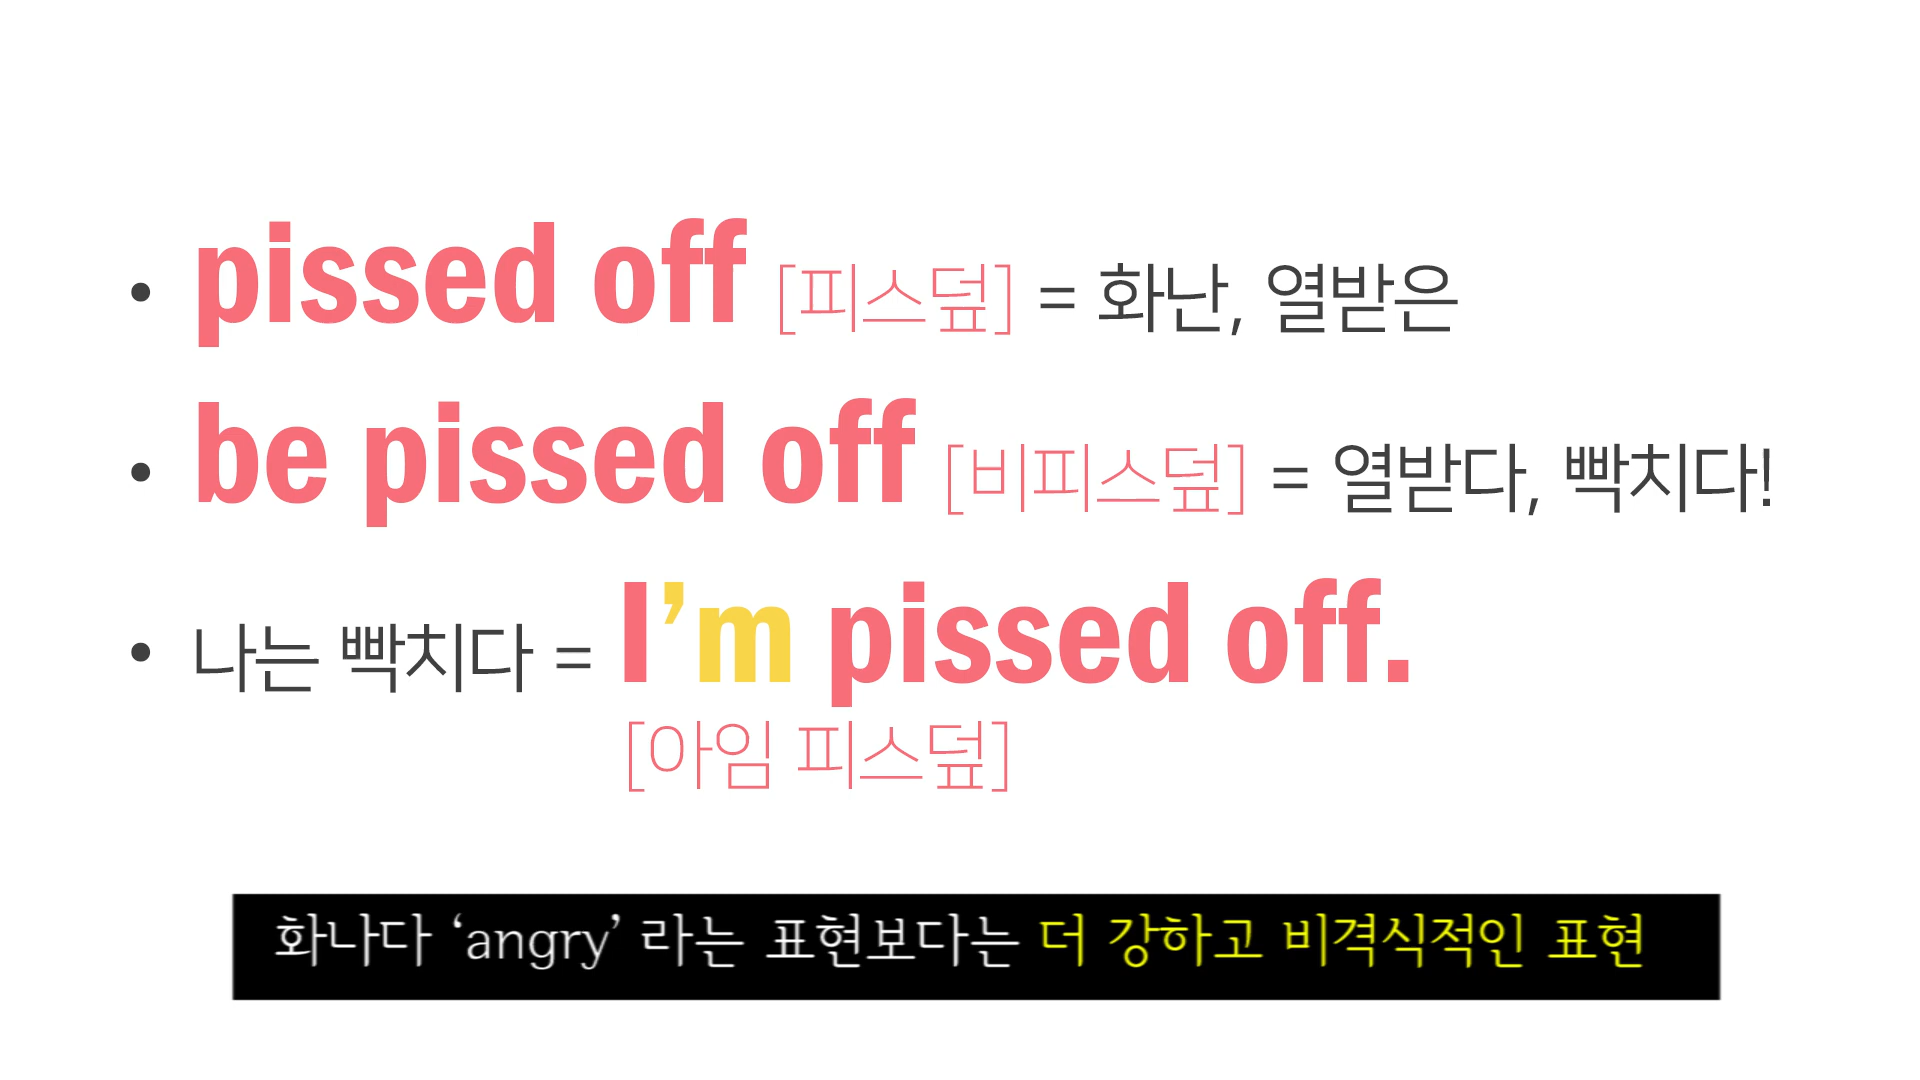 • pissed off [피스덮] = 화난, 열받은
• be pissed off [비피스덮] = 열받다, 빡치다!
• 나는 빡치다 = I’m pissed off.
[아임 피스덮]
화나다 ‘angry’ 라는 표현보다는 더 강하고 비격식적인 표현